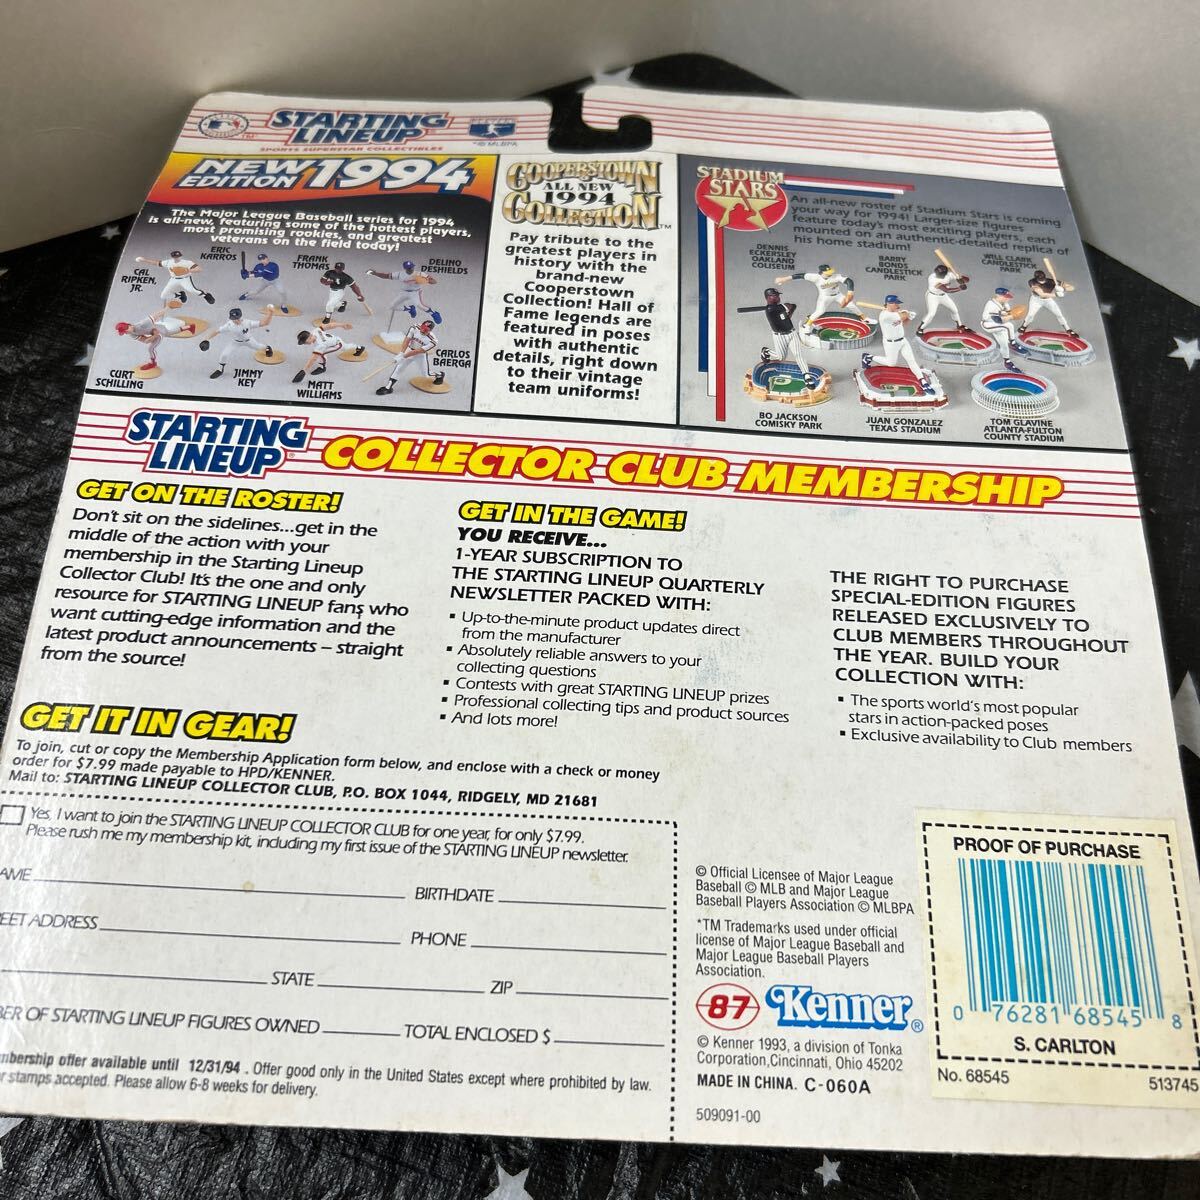 STARTING
LINEUP
SPORTS SUPERSTAR COLLECTIBLES
*© MLBPA
NEW
EDITION 1994
The Major League Baseball series for 1994
is all-new, featuring some of the hottest players,
most promising rookies, and greatest
veterans on the field today!
CAL
RIPKEN,
JR.
ERIC
KARROS
FRANK
THOMAS
DELINO
DESHIELDS
CURT
SCHILLING
JIMMY
KEY
MATT
WILLIAMS
CARLOS
BAERGA
COOPERSTOWN
ALL NEW
1994
COLLECTION™
Pay tribute to the
greatest players in
history with the
brand-new
Cooperstown
Collection! Hall of
Fame legends are
featured in poses
with authentic
details, right down
to their vintage
team uniforms!
STADIUM
STARS
An all-new roster of Stadium Stars is coming
your way for 1994! Larger-size figures
feature today's most exciting players, each
mounted on an authentic-detailed replica of
his home stadium!
DENNIS
ECKERSLEY
OAKLAND
COLISEUM
BARRY
BONDS
CANDLESTICK
PARK
WILL CLARK
CANDLESTICK
PARK
BO JACKSON
COMISKY PARK
JUAN GONZALEZ
TEXAS STADIUM
TOM GLAVINE
ATLANTA-FULTON
COUNTY STADIUM
STARTING
LINEUP® COLLECTOR CLUB MEMBERSHIP
GET ON THE ROSTER!
Don't sit on the sidelines...get in the
middle of the action with your
membership in the Starting Lineup
Collector Club! It's the one and only
resource for STARTING LINEUP fans who
want cutting-edge information and the
latest product announcements – straight
from the source!
GET IN THE GAME!
YOU RECEIVE...
1-YEAR SUBSCRIPTION TO
THE STARTING LINEUP QUARTERLY
NEWSLETTER PACKED WITH:
▪ Up-to-the-minute product updates direct
from the manufacturer
▪ Absolutely reliable answers to your
collecting questions
▪ Contests with great STARTING LINEUP prizes
▪ Professional collecting tips and product sources
▪ And lots more!
THE RIGHT TO PURCHASE
SPECIAL-EDITION FIGURES
RELEASED EXCLUSIVELY TO
CLUB MEMBERS THROUGHOUT
THE YEAR. BUILD YOUR
COLLECTION WITH:
▪ The sports world's most popular
stars in action-packed poses
▪ Exclusive availability to Club members
GET IT IN GEAR!
To join, cut or copy the Membership Application form below, and enclose with a check or money
order for $7.99 made payable to HPD/KENNER.
Mail to: STARTING LINEUP COLLECTOR CLUB, P.O. BOX 1044, RIDGELY, MD 21681
Yes, I want to join the STARTING LINEUP COLLECTOR CLUB for one year, for only $7.99.
Please rush me my membership kit, including my first issue of the STARTING LINEUP newsletter.
AME BIRTHDATE
EET ADDRESS PHONE
STATE ZIP
BER OF STARTING LINEUP FIGURES OWNED TOTAL ENCLOSED $
mbership offer available until 12/31/94 . Offer good only in the United States except where prohibited by law.
r stamps accepted. Please allow 6-8 weeks for delivery.
© Official Licensee of Major League
Baseball © MLB and Major League
Baseball Players Association © MLBPA
*TM Trademarks used under official
license of Major League Baseball and
Major League Baseball Players
Association.
87 Kenner®
© Kenner 1993, a division of Tonka
Corporation,Cincinnati, Ohio 45202
MADE IN CHINA. C-060A
509091-00
PROOF OF PURCHASE
0 76281 68545 8
S. CARLTON
No. 68545 513745